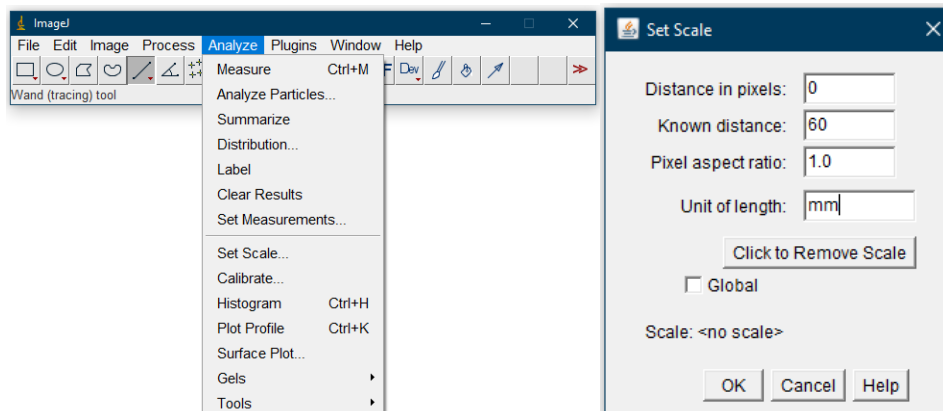 ImageJ
File Edit Image Process Analyze Plugins Window Help
Dev
Wand (tracing) tool
Measure Ctrl+M
Analyze Particles...
Summarize
Distribution...
Label
Clear Results
Set Measurements...
Set Scale...
Calibrate...
Histogram Ctrl+H
Plot Profile Ctrl+K
Surface Plot...
Gels
Tools
Set Scale
Distance in pixels: 0
Known distance: 60
Pixel aspect ratio: 1.0
Unit of length: mm
Click to Remove Scale
Global
Scale: <no scale>
OK Cancel Help